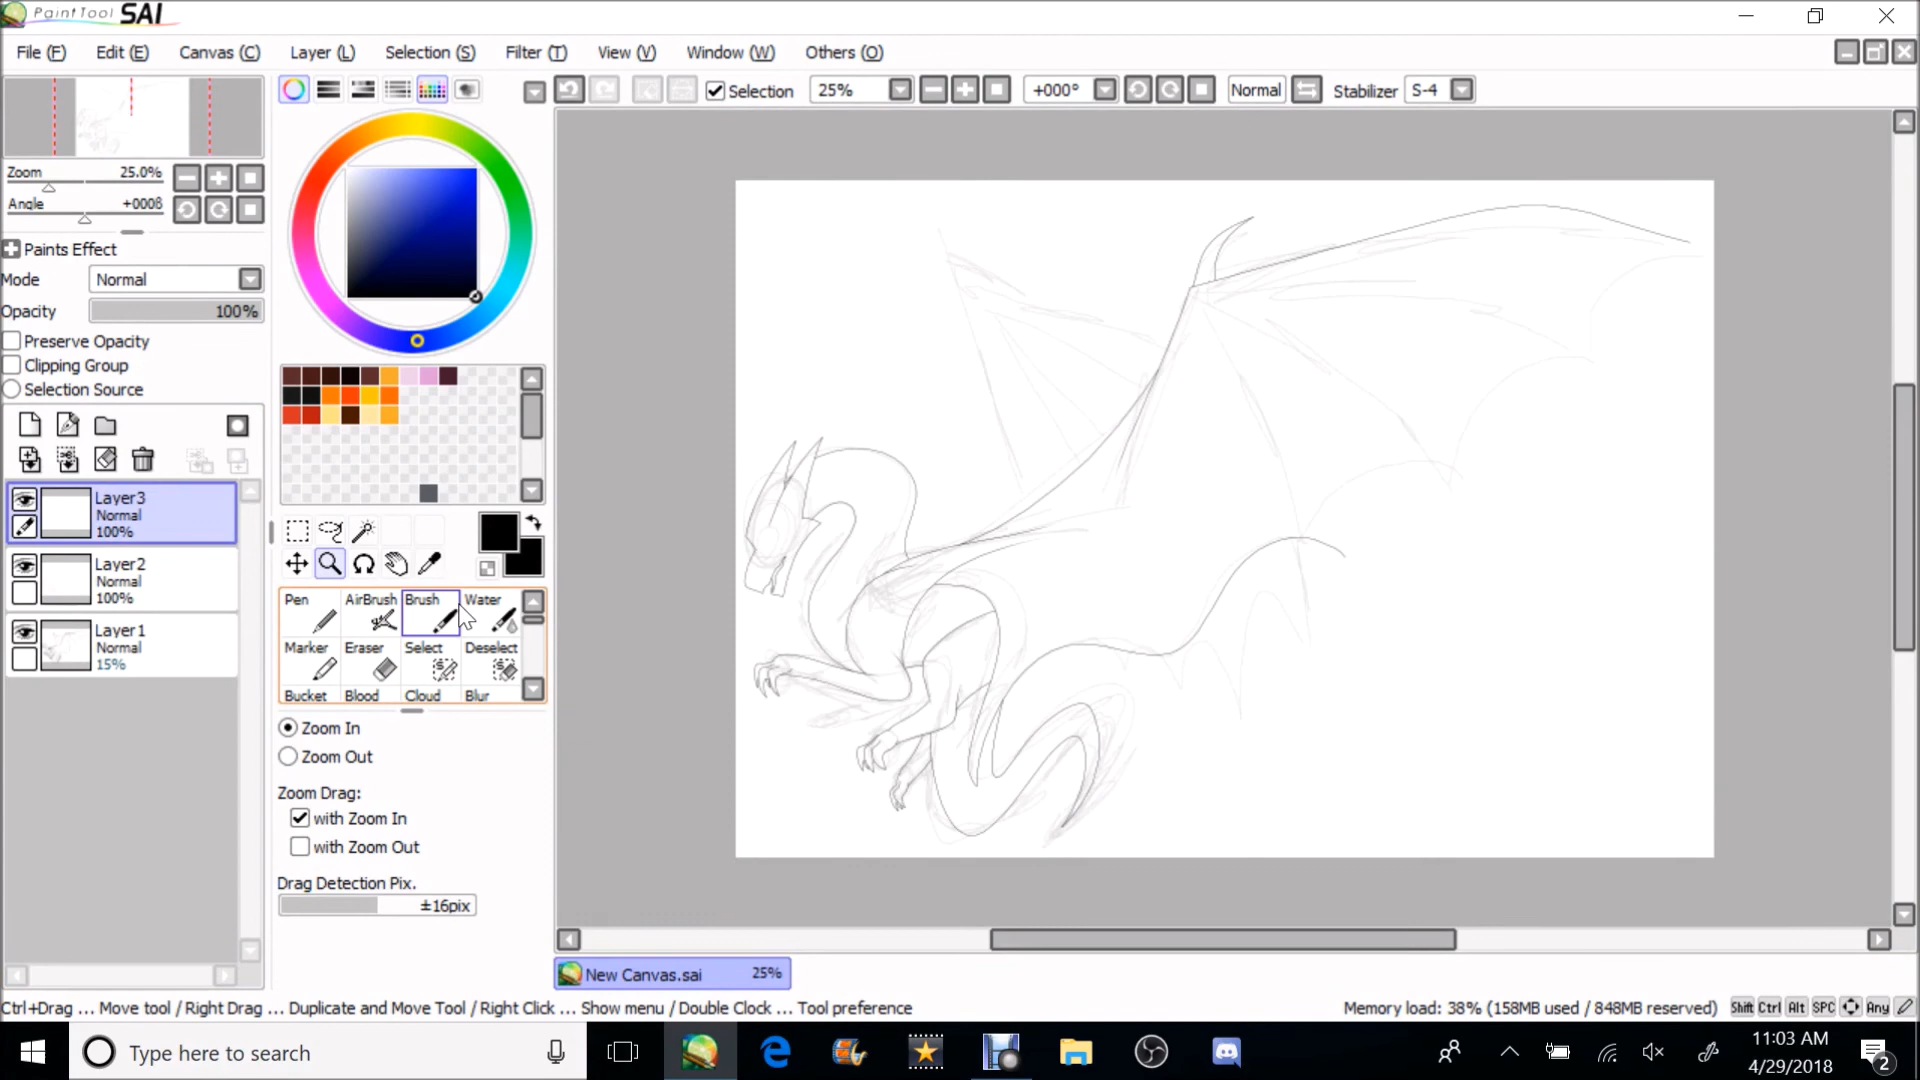 PaintTool SAI
File (F) Edit (E) Canvas (C) Layer (L) Selection (S) Filter (T) View (V) Window (W) Others (O)
Selection 25% +000° Normal Stabilizer S-4
Zoom 25.0%
Angle +000ß
Paints Effect
Mode Normal
Opacity 100%
Preserve Opacity
Clipping Group
Selection Source
Layer3
Normal
100%
Layer2
Normal
100%
Layer1
Normal
15%
Pen AirBrush Brush Water
Marker Eraser Select Deselect
Bucket Blood Cloud Blur
Zoom In
Zoom Out
Zoom Drag:
with Zoom In
with Zoom Out
Drag Detection Pix.
±16pix
New Canvas.sai 25%
Ctrl+Drag ... Move tool / Right Drag ... Duplicate and Move Tool / Right Click ... Show menu / Double Clock ... Tool preference
Memory load: 38% (158MB used / 848MB reserved) Shift Ctrl Alt SPC Any
Type here to search
11:03 AM
4/29/2018
2